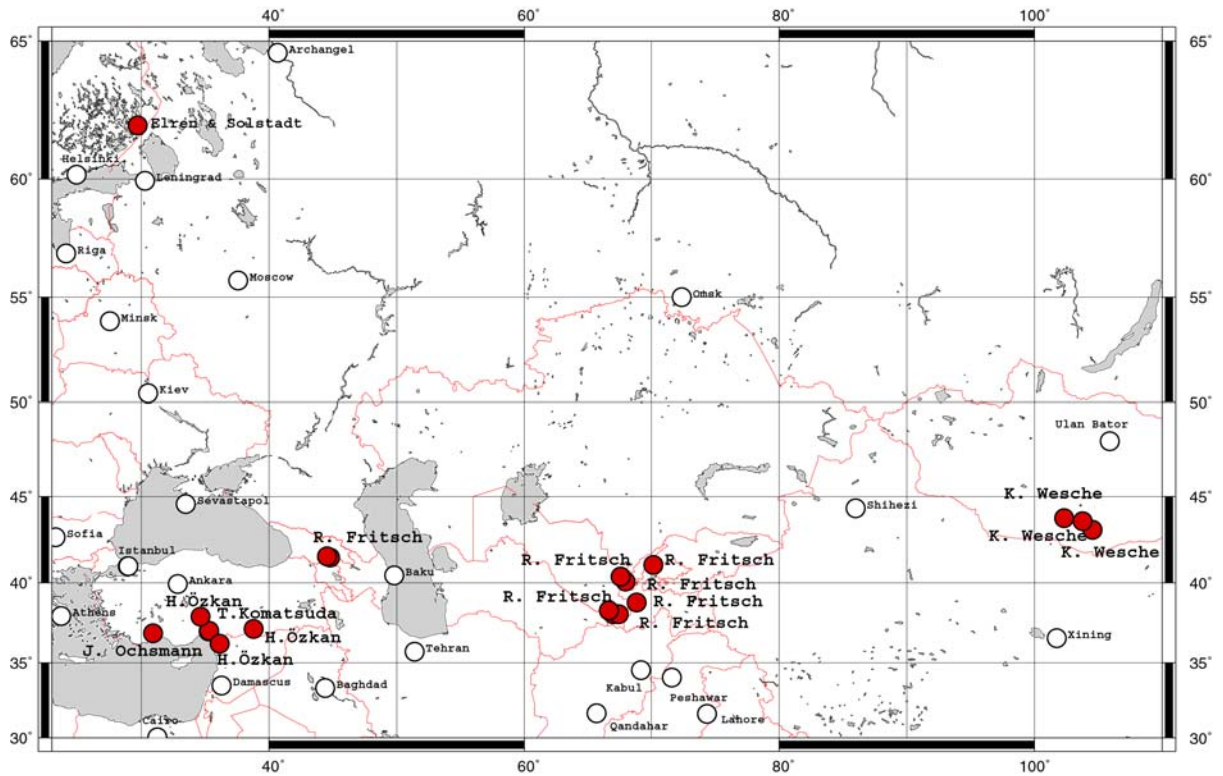 40° 60° 80° 100°
65° 65°
Archangel
Elren & Solstadt
Helsinki
60° Leningrad 60°
Riga
Moscow
55° Omsk 55°
Minsk
Kiev
50° 50°
Ulan Bator
45° 45°
K. Wesche
Sevastapol
Shihezi
Sofia
R. Fritsch
K. Wesche
Istanbul
R. Fritsch R. Fritsch
K. Wesche
40° Ankara Baku 40°
R. Fritsch
H.Özkan
R. Fritsch
R. Fritsch
Athens
T.Komatsuda
R. Fritsch
H.Özkan
Xining
J. Ochsmann
H.Özkan
Tehran
35° 35°
Damascus Baghdad
Kabul
Peshawar
Cairo
Qandahar
Lahore
30° 30°
40° 60° 80° 100°